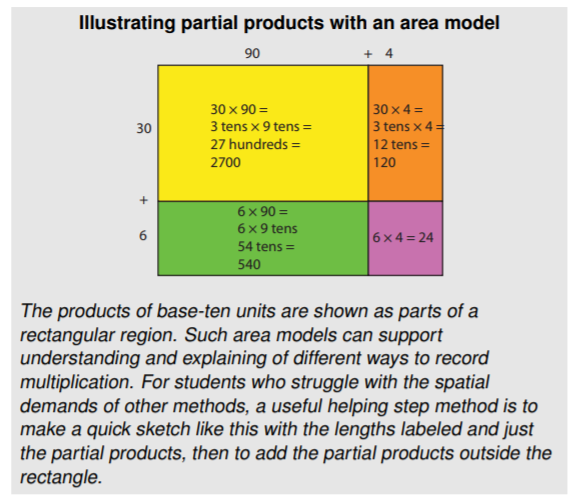 Illustrating partial products with an area model
90 + 4
30
30 × 90 =
3 tens × 9 tens =
27 hundreds =
2700
30 × 4 =
3 tens × 4 =
12 tens =
120
+
6
6 × 90 =
6 × 9 tens
54 tens =
540
6 × 4 = 24
The products of base-ten units are shown as parts of a
rectangular region. Such area models can support
understanding and explaining of different ways to record
multiplication. For students who struggle with the spatial
demands of other methods, a useful helping step method is to
make a quick sketch like this with the lengths labeled and just
the partial products, then to add the partial products outside the
rectangle.